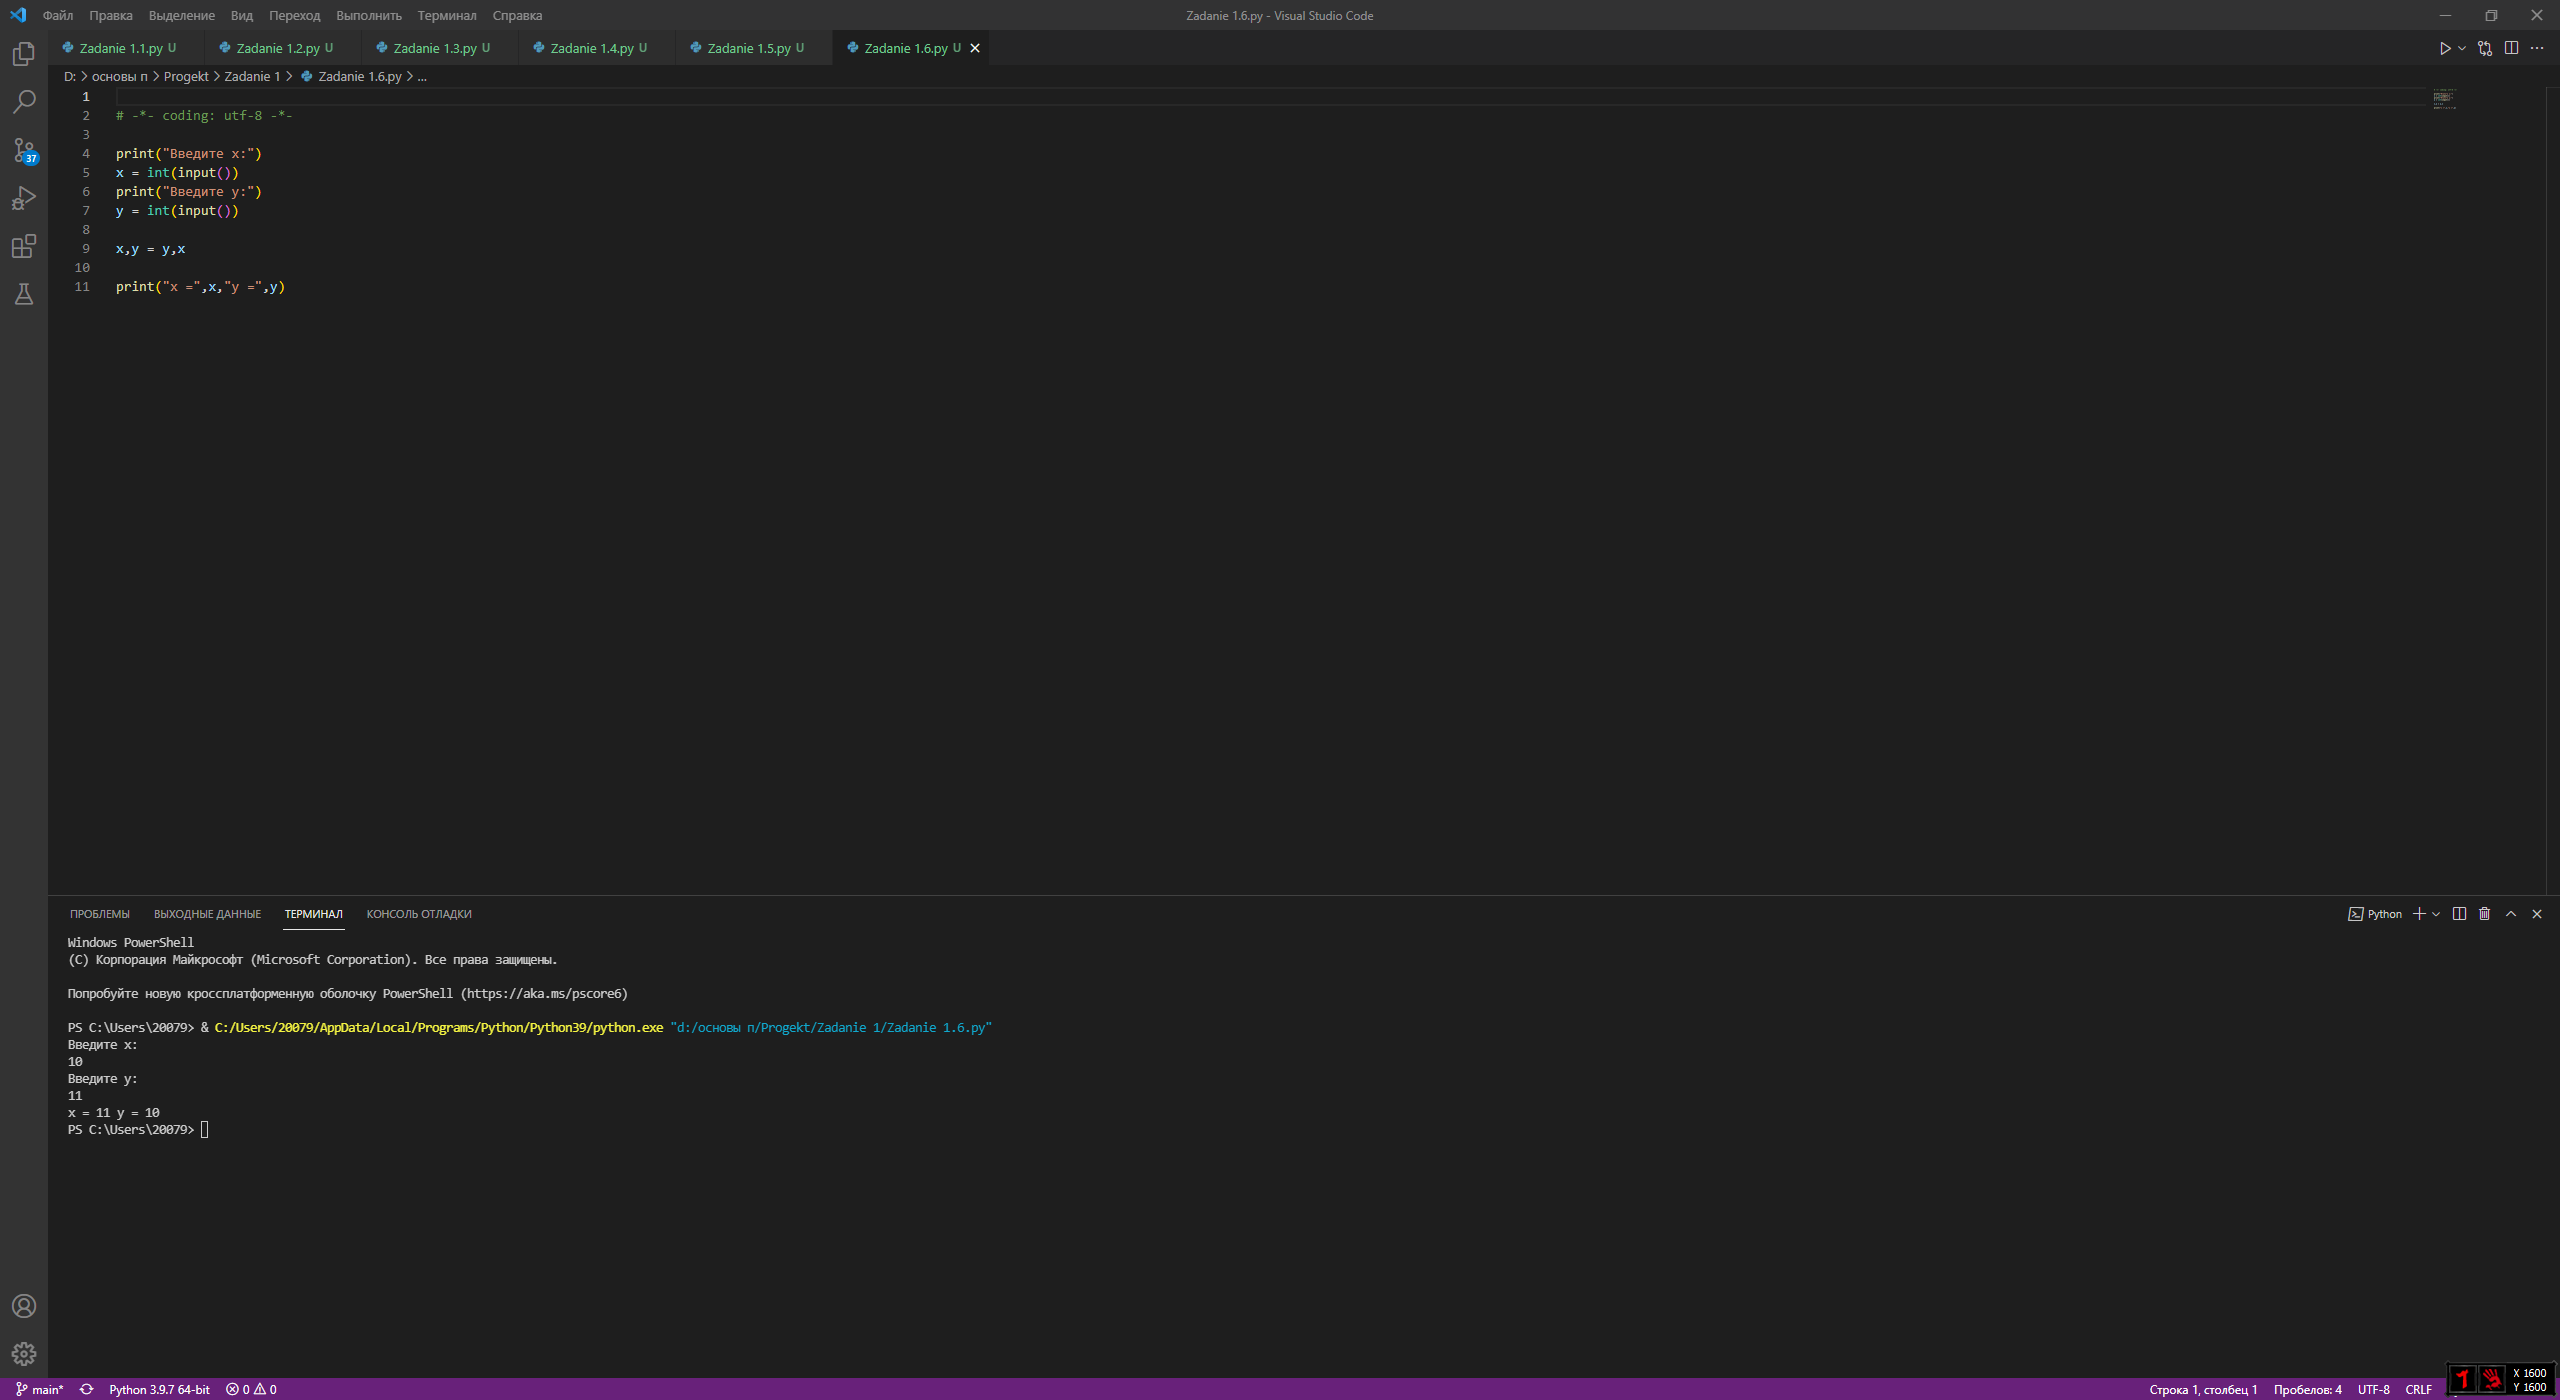 Файл Правка Выделение Вид Переход Выполнить Терминал Справка
Zadanie 1.6.py - Visual Studio Code
Zadanie 1.1.py U Zadanie 1.2.py U Zadanie 1.3.py U Zadanie 1.4.py U Zadanie 1.5.py U Zadanie 1.6.py U
D: > основы п > Progekt > Zadanie 1 > Zadanie 1.6.py > ...
37
1
2 # -*- coding: utf-8 -*-
3
4 print("Введите x:")
5 x = int(input())
6 print("Введите y:")
7 y = int(input())
8
9 x,y = y,x
10
11 print("x =",x,"y =",y)
ПРОБЛЕМЫ ВЫХОДНЫЕ ДАННЫЕ ТЕРМИНАЛ КОНСОЛЬ ОТЛАДКИ
Python
Windows PowerShell
(C) Корпорация Майкрософт (Microsoft Corporation). Все права защищены.
Попробуйте новую кроссплатформенную оболочку PowerShell (https://aka.ms/pscore6)
PS C:\Users\20079> & C:/Users/20079/AppData/Local/Programs/Python/Python39/python.exe "d:/основы п/Progekt/Zadanie 1/Zadanie 1.6.py"
Введите x:
10
Введите y:
11
x = 11 y = 10
PS C:\Users\20079>
main* Python 3.9.7 64-bit 0 0
Строка 1, столбец 1 Пробелов: 4 UTF-8 CRLF
X 1600
Y 1600